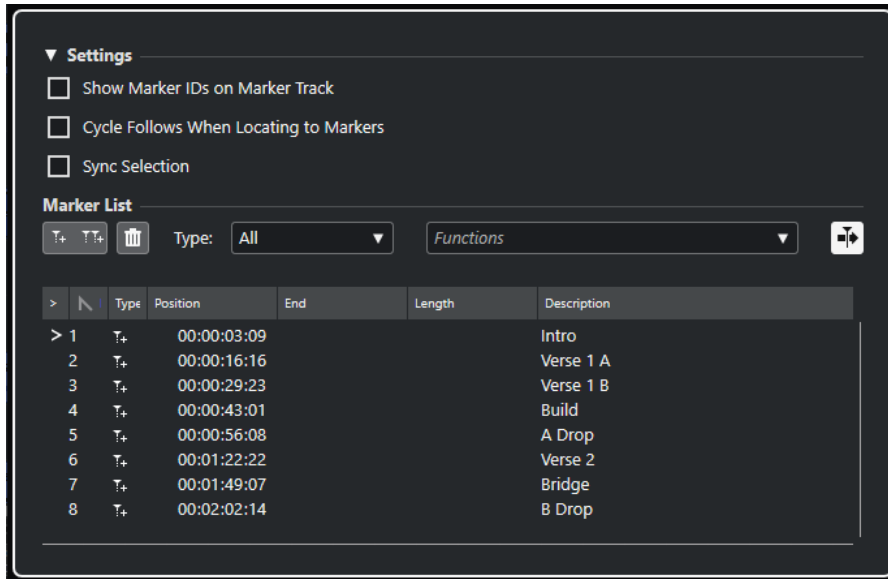 Settings
Show Marker IDs on Marker Track
Cycle Follows When Locating to Markers
Sync Selection
Marker List
Type: All Functions
> Type Position End Length Description
> 1 00:00:03:09 Intro
2 00:00:16:16 Verse 1 A
3 00:00:29:23 Verse 1 B
4 00:00:43:01 Build
5 00:00:56:08 A Drop
6 00:01:22:22 Verse 2
7 00:01:49:07 Bridge
8 00:02:02:14 B Drop